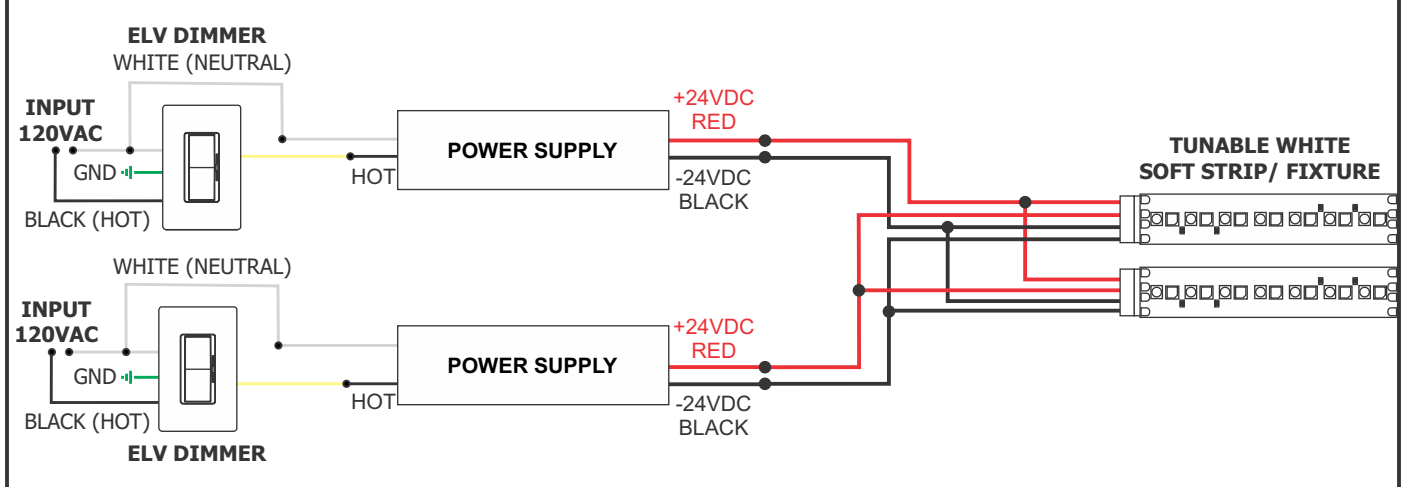 ELV DIMMER
WHITE (NEUTRAL)
INPUT
120VAC
GND
BLACK (HOT)
HOT
POWER SUPPLY
+24VDC
RED
-24VDC
BLACK
TUNABLE WHITE
SOFT STRIP/ FIXTURE
WHITE (NEUTRAL)
INPUT
120VAC
GND
BLACK (HOT)
ELV DIMMER
HOT
POWER SUPPLY
+24VDC
RED
-24VDC
BLACK